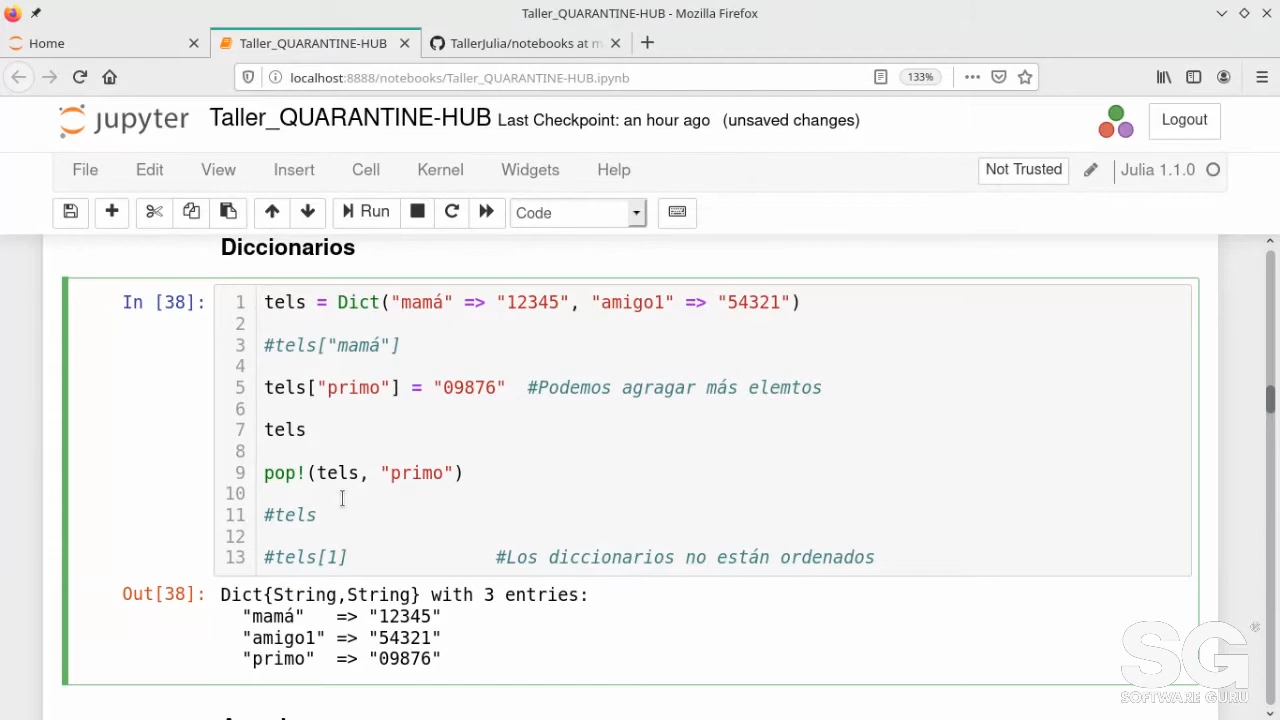 Taller_QUARANTINE-HUB - Mozilla Firefox
Home
Taller_QUARANTINE-HUB
TallerJulia/notebooks at m
localhost:8888/notebooks/Taller_QUARANTINE-HUB.ipynb
133%
jupyter Taller_QUARANTINE-HUB Last Checkpoint: an hour ago (unsaved changes)
Logout
File Edit View Insert Cell Kernel Widgets Help
Not Trusted
Julia 1.1.0
Run
Code
Diccionarios
In [38]:
1 tels = Dict("mamá" => "12345", "amigo1" => "54321")
2
3 #tels["mamá"]
4
5 tels["primo"] = "09876"  #Podemos agragar más elemtos
6
7 tels
8
9 pop!(tels, "primo")
10
11 #tels
12
13 #tels[1]              #Los diccionarios no están ordenados
Out[38]: Dict{String,String} with 3 entries:
"mamá"   => "12345"
"amigo1" => "54321"
"primo"  => "09876"
SG
SOFTWARE GURU